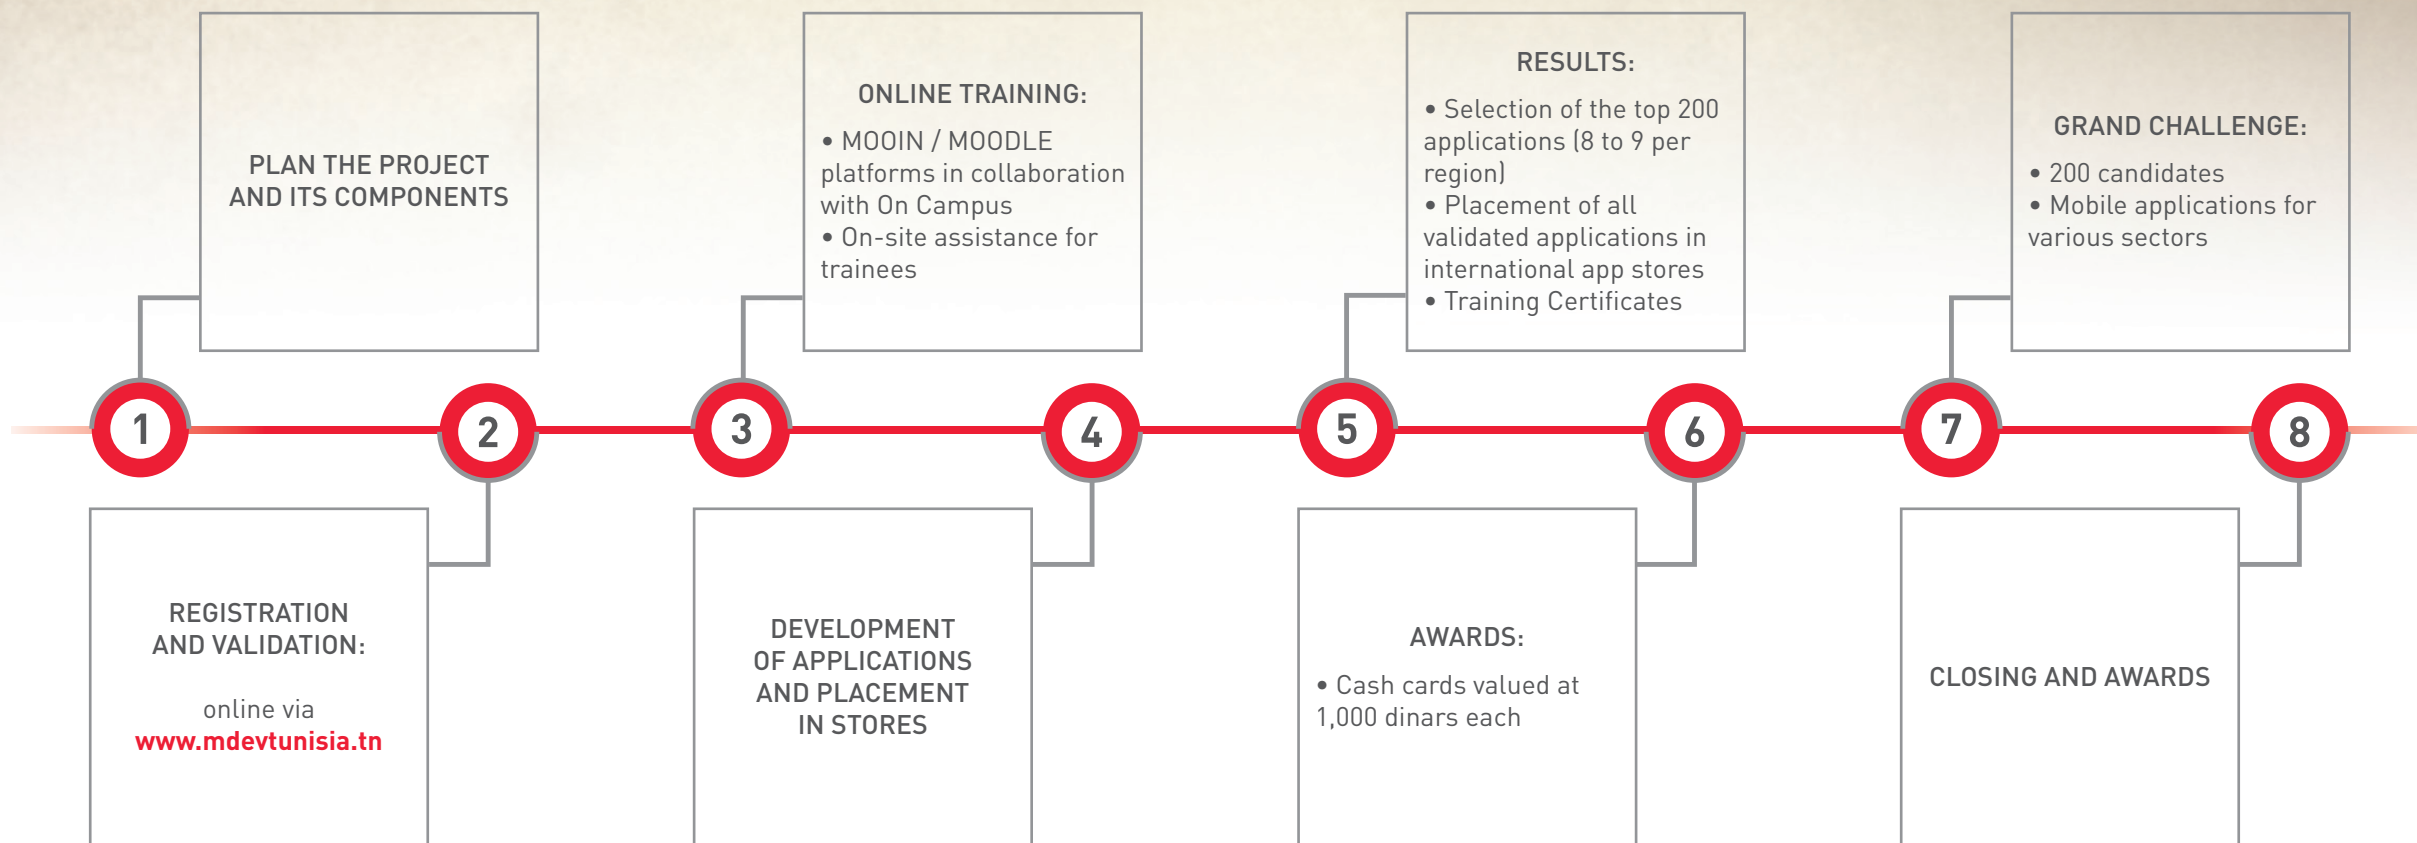 1
PLAN THE PROJECT
AND ITS COMPONENTS
2
REGISTRATION
AND VALIDATION:
online via
www.mdevtunisia.tn
3
ONLINE TRAINING:
• MOOIN / MOODLE
platforms in collaboration
with On Campus
• On-site assistance for
trainees
4
DEVELOPMENT
OF APPLICATIONS
AND PLACEMENT
IN STORES
5
RESULTS:
• Selection of the top 200
applications (8 to 9 per
region)
• Placement of all
validated applications in
international app stores
• Training Certificates
6
AWARDS:
• Cash cards valued at
1,000 dinars each
7
GRAND CHALLENGE:
• 200 candidates
• Mobile applications for
various sectors
8
CLOSING AND AWARDS